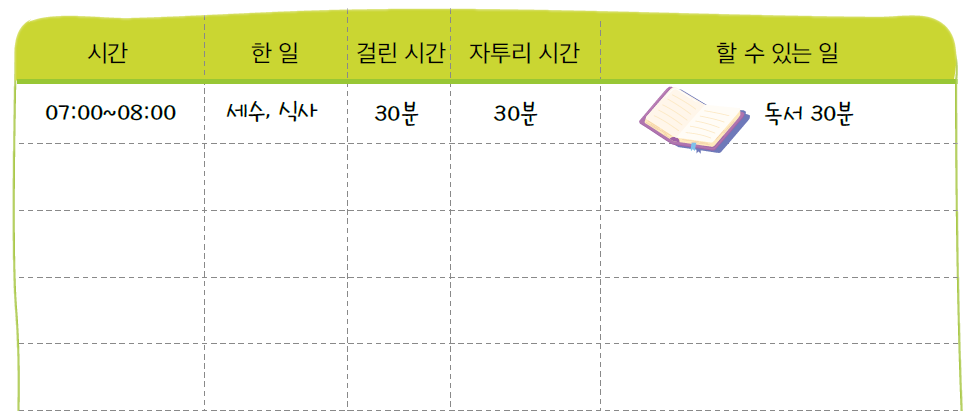 시간 한 일 걸린 시간 자투리 시간 할 수 있는 일
07:00~08:00 세수, 식사 30분 30분 독서 30분